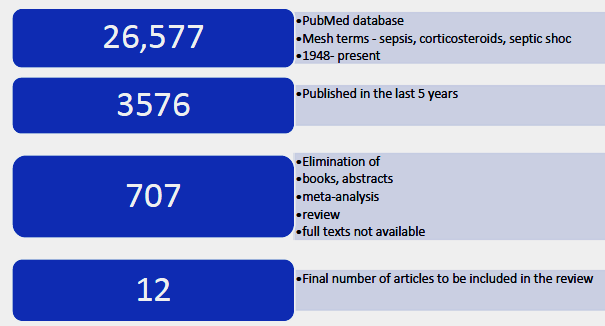 26,577
•PubMed database
•Mesh terms - sepsis, corticosteroids, septic shoc
•1948- present
3576
•Published in the last 5 years
707
•Elimination of
•books, abstracts
•meta-analysis
•review
•full texts not available
12
•Final number of articles to be included in the review